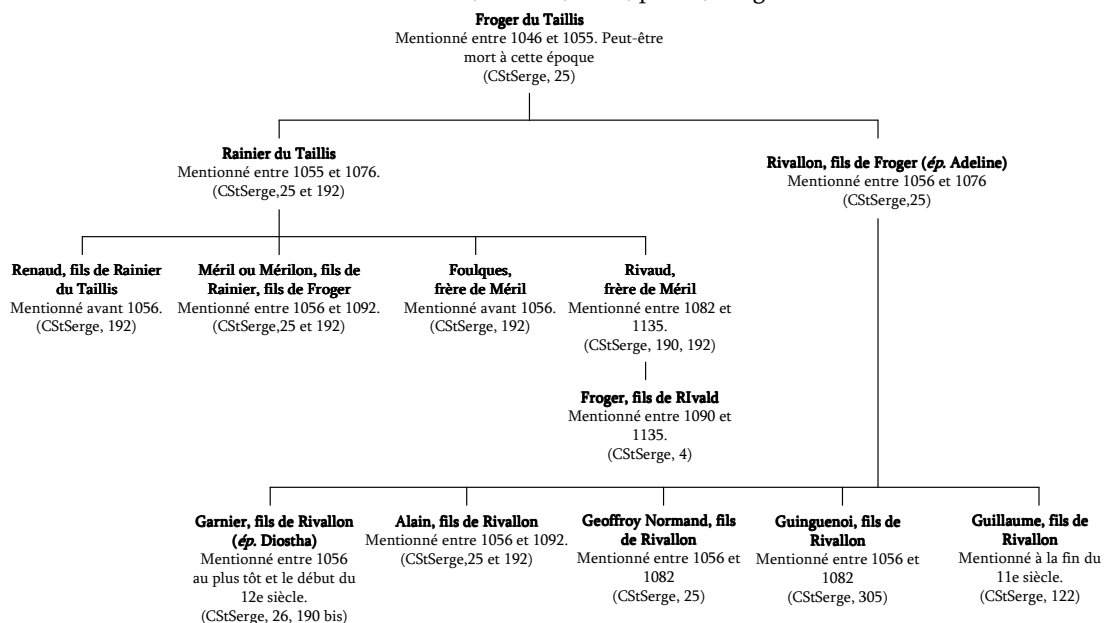 Froger du Taillis
Mentionné entre 1046 et 1055. Peut-être
mort à cette époque
(CStSerge, 25)
Rainier du Taillis
Mentionné entre 1055 et 1076.
(CStSerge,25 et 192)
Rivallon, fils de Froger (ép. Adeline)
Mentionné entre 1056 et 1076
(CStSerge,25)
Renaud, fils de Rainier
du Taillis
Mentionné avant 1056.
(CStSerge, 192)
Méril ou Mérilon, fils de
Rainier, fils de Froger
Mentionné entre 1056 et 1092.
(CStSerge,25 et 192)
Foulques,
frère de Méril
Mentionné avant 1056.
(CStSerge, 192)
Rivaud,
frère de Méril
Mentionné entre 1082 et
1135.
(CStSerge, 190, 192)
Froger, fils de RIvald
Mentionné entre 1090 et
1135.
(CStSerge, 4)
Garnier, fils de Rivallon
(ép. Diostha)
Mentionné entre 1056
au plus tôt et le début du
12e siècle.
(CStSerge, 26, 190 bis)
Alain, fils de Rivallon
Mentionné entre 1056 et 1092.
(CStSerge,25 et 192)
Geoffroy Normand, fils
de Rivallon
Mentionné entre 1056 et
1082
(CStSerge, 25)
Guinguenoi, fils de
Rivallon
Mentionné entre 1056 et
1082
(CStSerge, 305)
Guillaume, fils de
Rivallon
Mentionné à la fin du
11e siècle.
(CStSerge, 122)